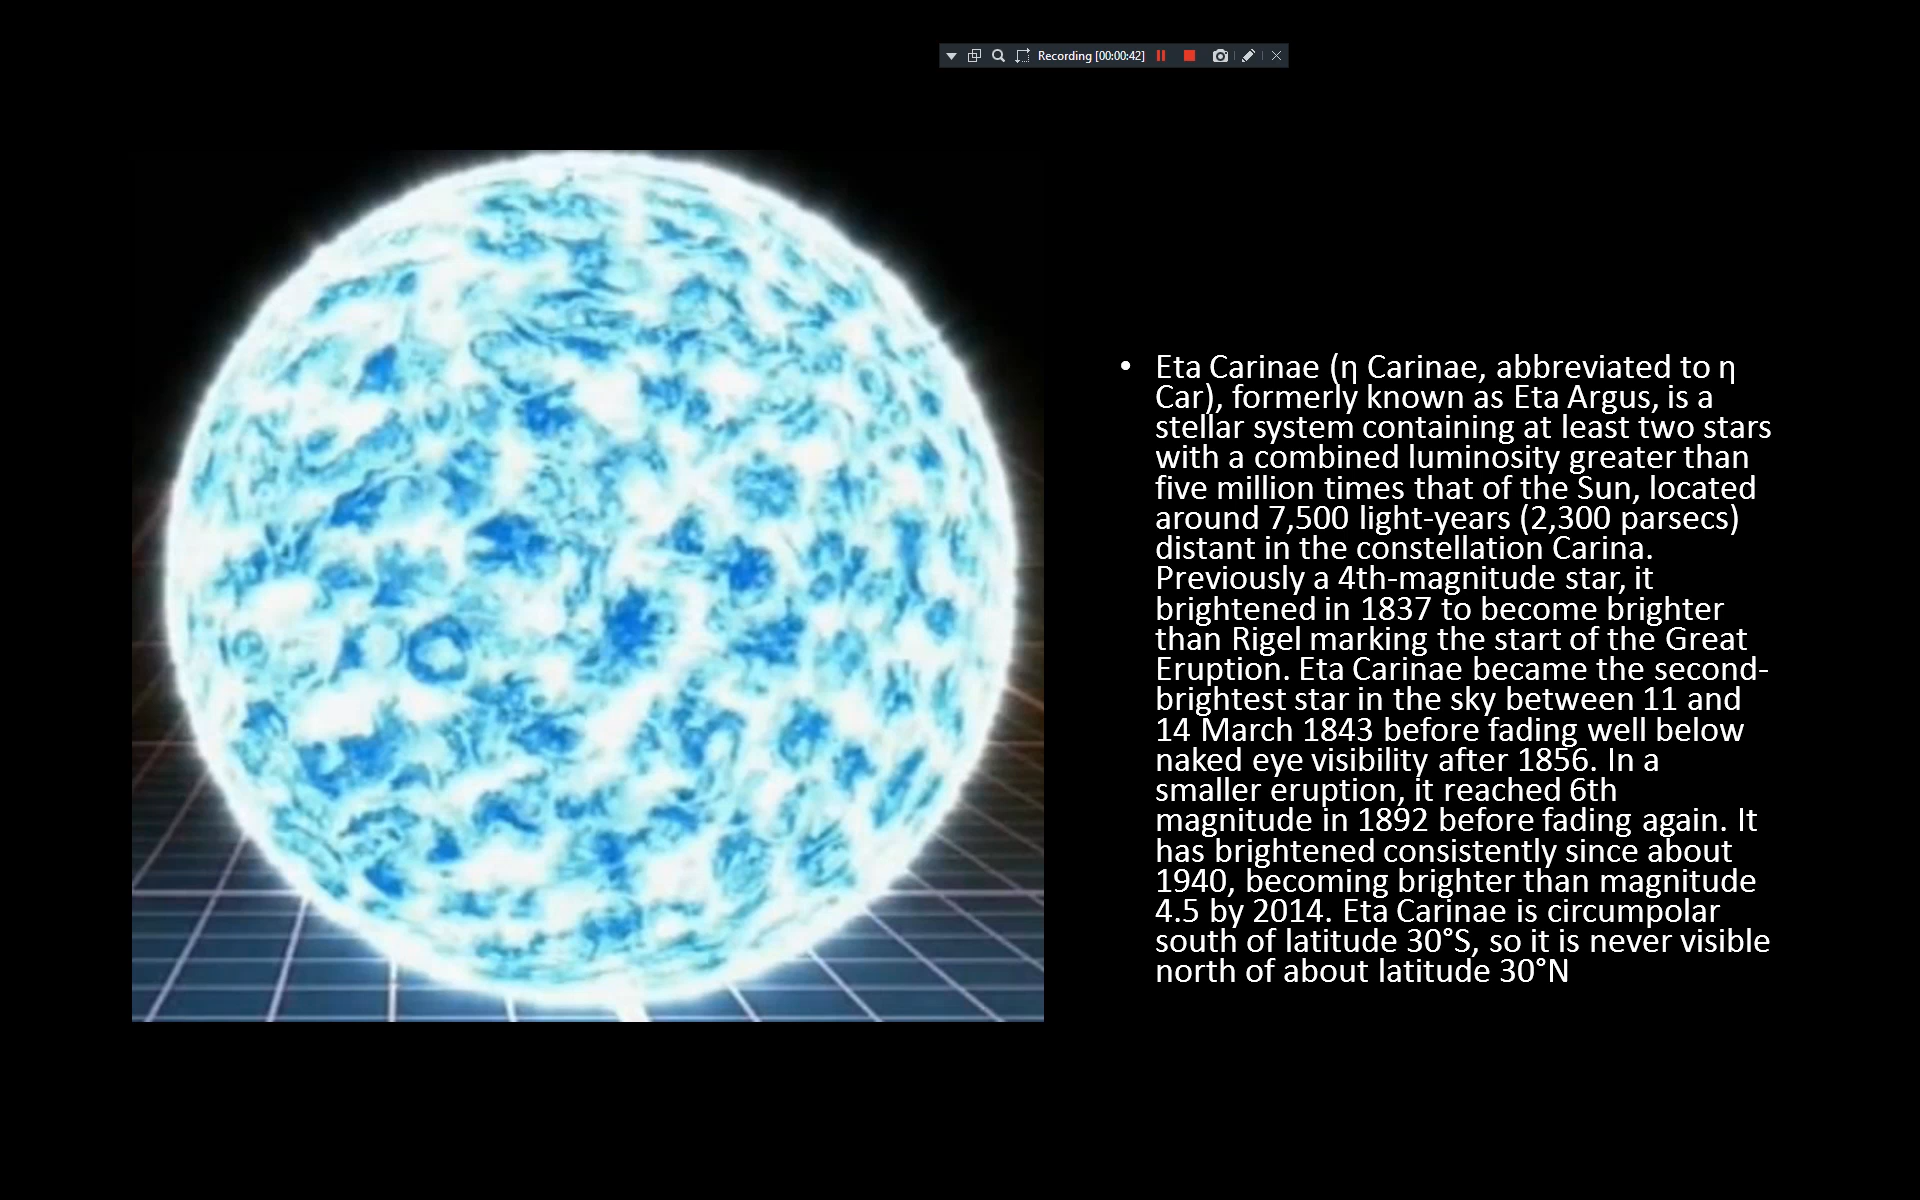 Recording [00:00:42]
• Eta Carinae (η Carinae, abbreviated to η
Car), formerly known as Eta Argus, is a
stellar system containing at least two stars
with a combined luminosity greater than
five million times that of the Sun, located
around 7,500 light-years (2,300 parsecs)
distant in the constellation Carina.
Previously a 4th-magnitude star, it
brightened in 1837 to become brighter
than Rigel marking the start of the Great
Eruption. Eta Carinae became the second-
brightest star in the sky between 11 and
14 March 1843 before fading well below
naked eye visibility after 1856. In a
smaller eruption, it reached 6th
magnitude in 1892 before fading again. It
has brightened consistently since about
1940, becoming brighter than magnitude
4.5 by 2014. Eta Carinae is circumpolar
south of latitude 30°S, so it is never visible
north of about latitude 30°N